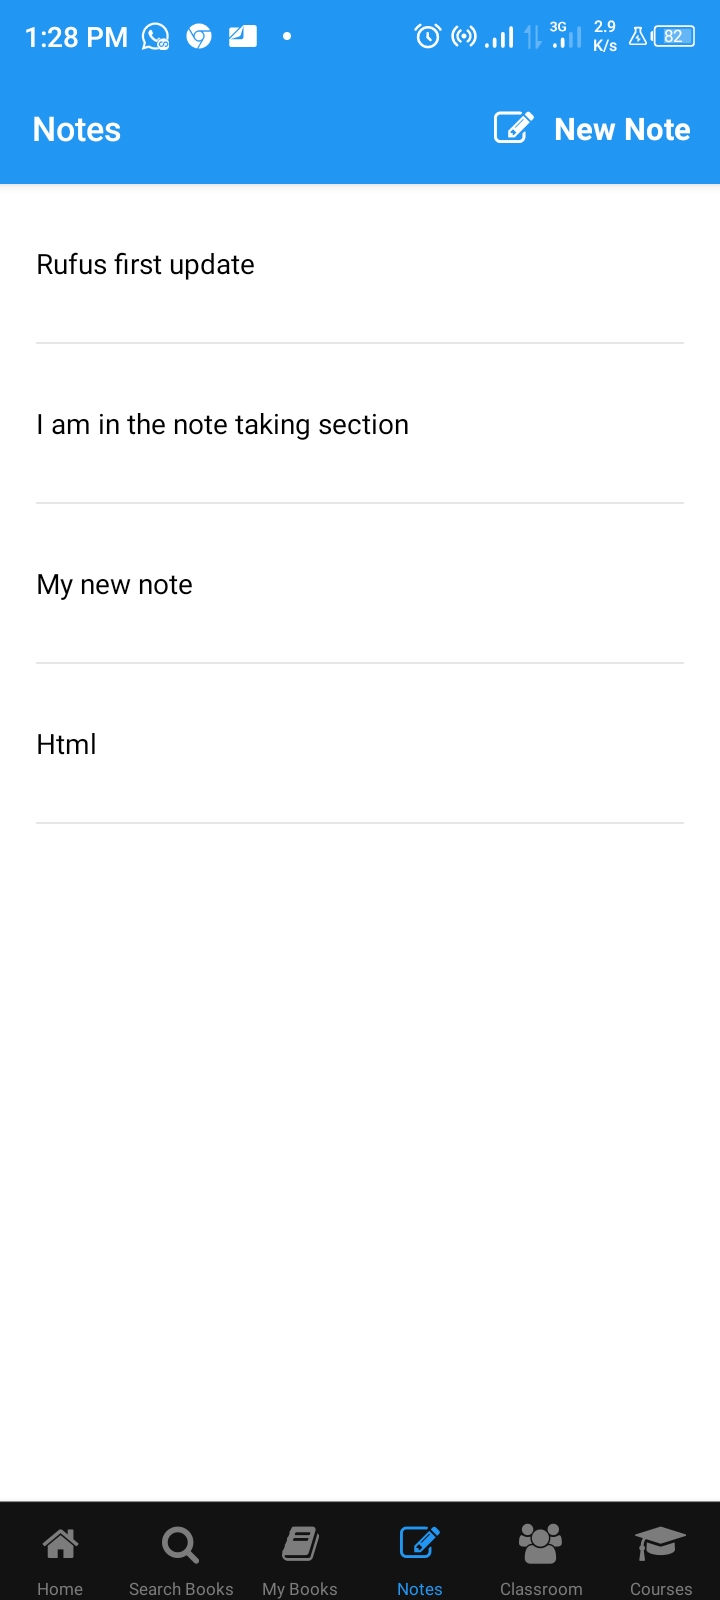 1:28 PM 3G 2.9 K/s 82
Notes New Note
Rufus first update
I am in the note taking section
My new note
Html
Home Search Books My Books Notes Classroom Courses